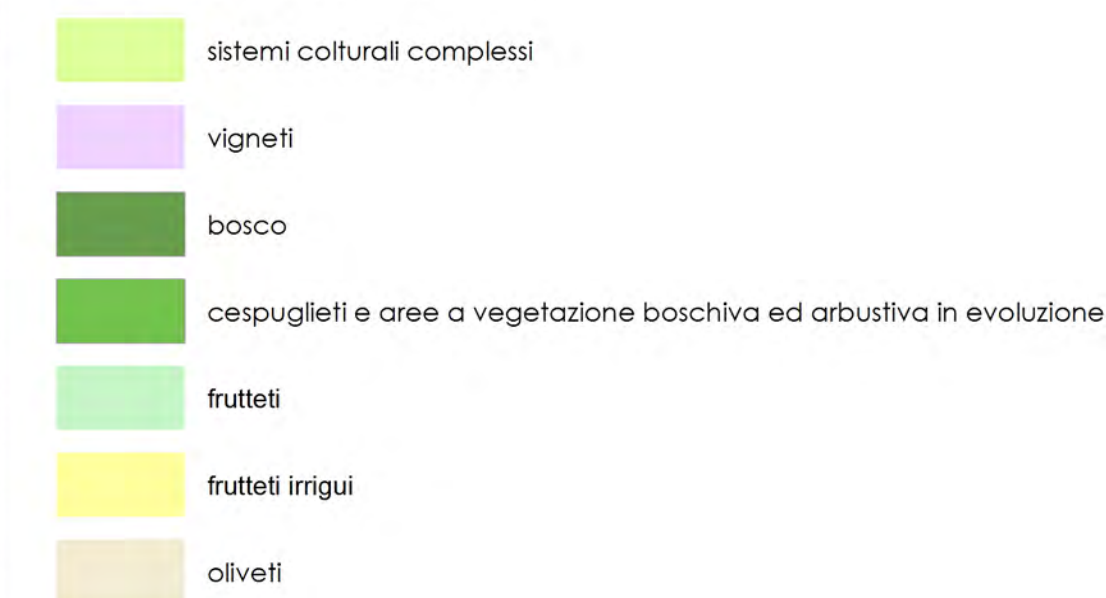 sistemi colturali complessi
vigneti
bosco
cespuglieti e aree a vegetazione boschiva ed arbustiva in evoluzione
frutteti
frutteti irrigui
oliveti